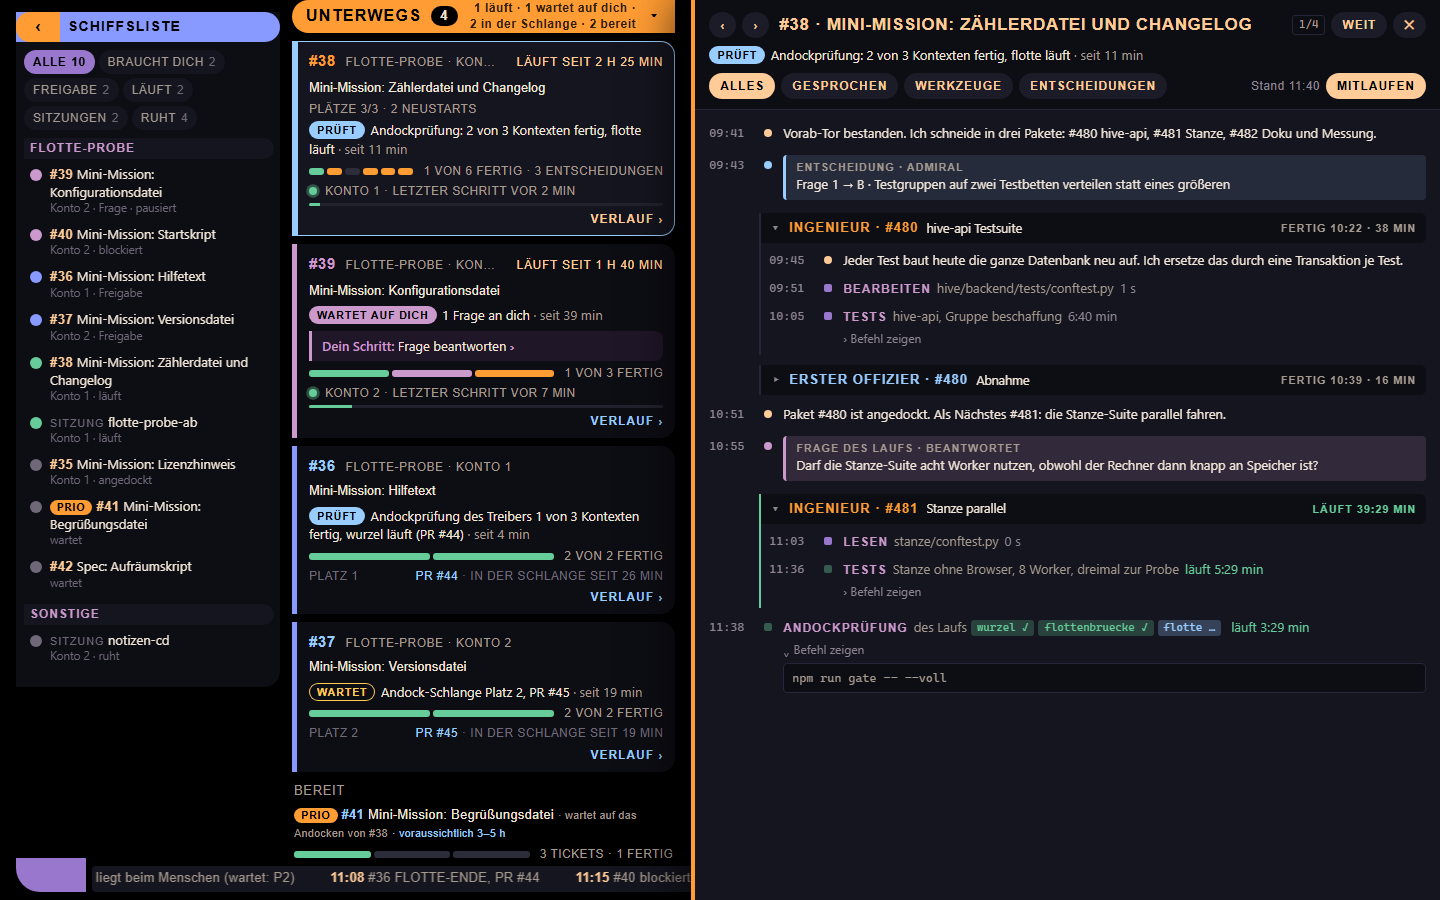 ‹ SCHIFFSLISTE
ALLE 10 BRAUCHT DICH 2
FREIGABE 2 LÄUFT 2
SITZUNGEN 2 RUHT 4
FLOTTE-PROBE
#39 Mini-Mission:
Konfigurationsdatei
Konto 2 · Frage · pausiert
#40 Mini-Mission: Startskript
Konto 2 · blockiert
#36 Mini-Mission: Hilfetext
Konto 1 · Freigabe
#37 Mini-Mission: Versionsdatei
Konto 2 · Freigabe
#38 Mini-Mission: Zählerdatei und
Changelog
Konto 1 · läuft
SITZUNG flotte-probe-ab
Konto 1 · läuft
#35 Mini-Mission: Lizenzhinweis
Konto 1 · angedockt
PRIO #41 Mini-Mission:
Begrüßungsdatei
wartet
#42 Spec: Aufräumskript
wartet
SONSTIGE
SITZUNG notizen-cd
Konto 2 · ruht
UNTERWEGS 4
1 läuft · 1 wartet auf dich ·
2 in der Schlange · 2 bereit
#38 FLOTTE-PROBE · KON... LÄUFT SEIT 2 H 25 MIN
Mini-Mission: Zählerdatei und Changelog
PLÄTZE 3/3 · 2 NEUSTARTS
PRÜFT Andockprüfung: 2 von 3 Kontexten fertig, flotte
läuft · seit 11 min
1 VON 6 FERTIG · 3 ENTSCHEIDUNGEN
KONTO 1 · LETZTER SCHRITT VOR 2 MIN
VERLAUF ›
#39 FLOTTE-PROBE · KON... LÄUFT SEIT 1 H 40 MIN
Mini-Mission: Konfigurationsdatei
WARTET AUF DICH 1 Frage an dich · seit 39 min
Dein Schritt: Frage beantworten ›
1 VON 3 FERTIG
KONTO 2 · LETZTER SCHRITT VOR 7 MIN
VERLAUF ›
#36 FLOTTE-PROBE · KONTO 1
Mini-Mission: Hilfetext
PRÜFT Andockprüfung des Treibers 1 von 3 Kontexten
fertig, wurzel läuft (PR #44) · seit 4 min
2 VON 2 FERTIG
PLATZ 1 PR #44 · IN DER SCHLANGE SEIT 26 MIN
VERLAUF ›
#37 FLOTTE-PROBE · KONTO 2
Mini-Mission: Versionsdatei
WARTET Andock-Schlange Platz 2, PR #45 · seit 19 min
2 VON 2 FERTIG
PLATZ 2 PR #45 · IN DER SCHLANGE SEIT 19 MIN
VERLAUF ›
BEREIT
PRIO #41 Mini-Mission: Begrüßungsdatei · wartet auf das
Andocken von #38 · voraussichtlich 3–5 h
3 TICKETS · 1 FERTIG
liegt beim Menschen (wartet: P2) 11:08 #36 FLOTTE-ENDE, PR #44 11:15 #40 blockiert
‹ › #38 · MINI-MISSION: ZÄHLERDATEI UND CHANGELOG 1/4 WEIT ✕
PRÜFT Andockprüfung: 2 von 3 Kontexten fertig, flotte läuft · seit 11 min
ALLES GESPROCHEN WERKZEUGE ENTSCHEIDUNGEN Stand 11:40 MITLAUFEN
09:41 Vorab-Tor bestanden. Ich schneide in drei Pakete: #480 hive-api, #481 Stanze, #482 Doku und Messung.
09:43 ENTSCHEIDUNG · ADMIRAL
Frage 1 → B · Testgruppen auf zwei Testbetten verteilen statt eines größeren
▾ INGENIEUR · #480 hive-api Testsuite FERTIG 10:22 · 38 MIN
09:45 Jeder Test baut heute die ganze Datenbank neu auf. Ich ersetze das durch eine Transaktion je Test.
09:51 BEARBEITEN hive/backend/tests/conftest.py 1 s
10:05 TESTS hive-api, Gruppe beschaffung 6:40 min
› Befehl zeigen
▸ ERSTER OFFIZIER · #480 Abnahme FERTIG 10:39 · 16 MIN
10:51 Paket #480 ist angedockt. Als Nächstes #481: die Stanze-Suite parallel fahren.
10:55 FRAGE DES LAUFS · BEANTWORTET
Darf die Stanze-Suite acht Worker nutzen, obwohl der Rechner dann knapp an Speicher ist?
▾ INGENIEUR · #481 Stanze parallel LÄUFT 39:29 MIN
11:03 LESEN stanze/conftest.py 0 s
11:36 TESTS Stanze ohne Browser, 8 Worker, dreimal zur Probe läuft 5:29 min
› Befehl zeigen
11:38 ANDOCKPRÜFUNG des Laufs wurzel ✓ flottenbruecke ✓ flotte … läuft 3:29 min
⌄ Befehl zeigen
npm run gate -- --voll